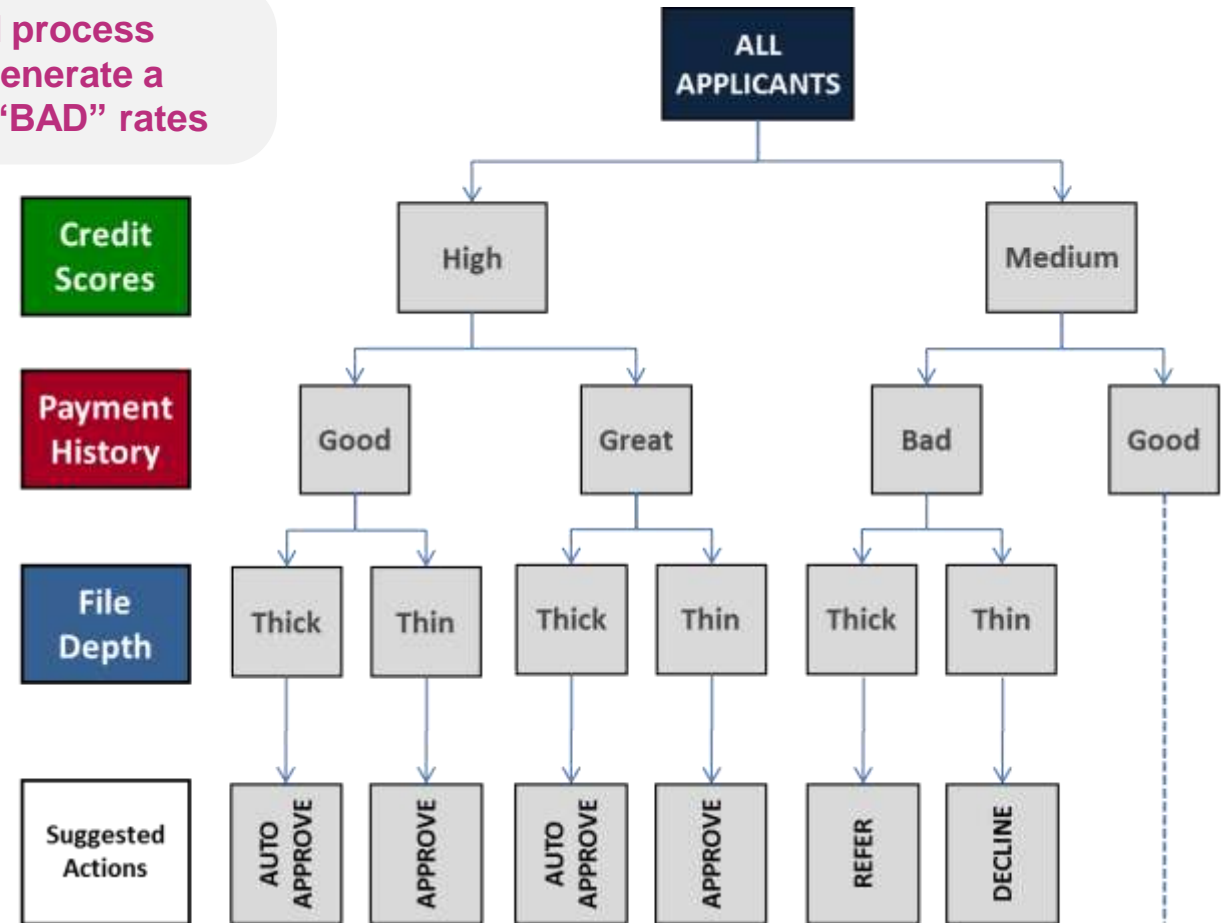 process
enerate a
“BAD” rates
ALL
APPLICANTS
Credit
Scores
High
Medium
Payment
History
Good
Great
Bad
Good
File
Depth
Thick
Thin
Thick
Thin
Thick
Thin
Suggested
Actions
AUTO
APPROVE
APPROVE
AUTO
APPROVE
APPROVE
REFER
DECLINE